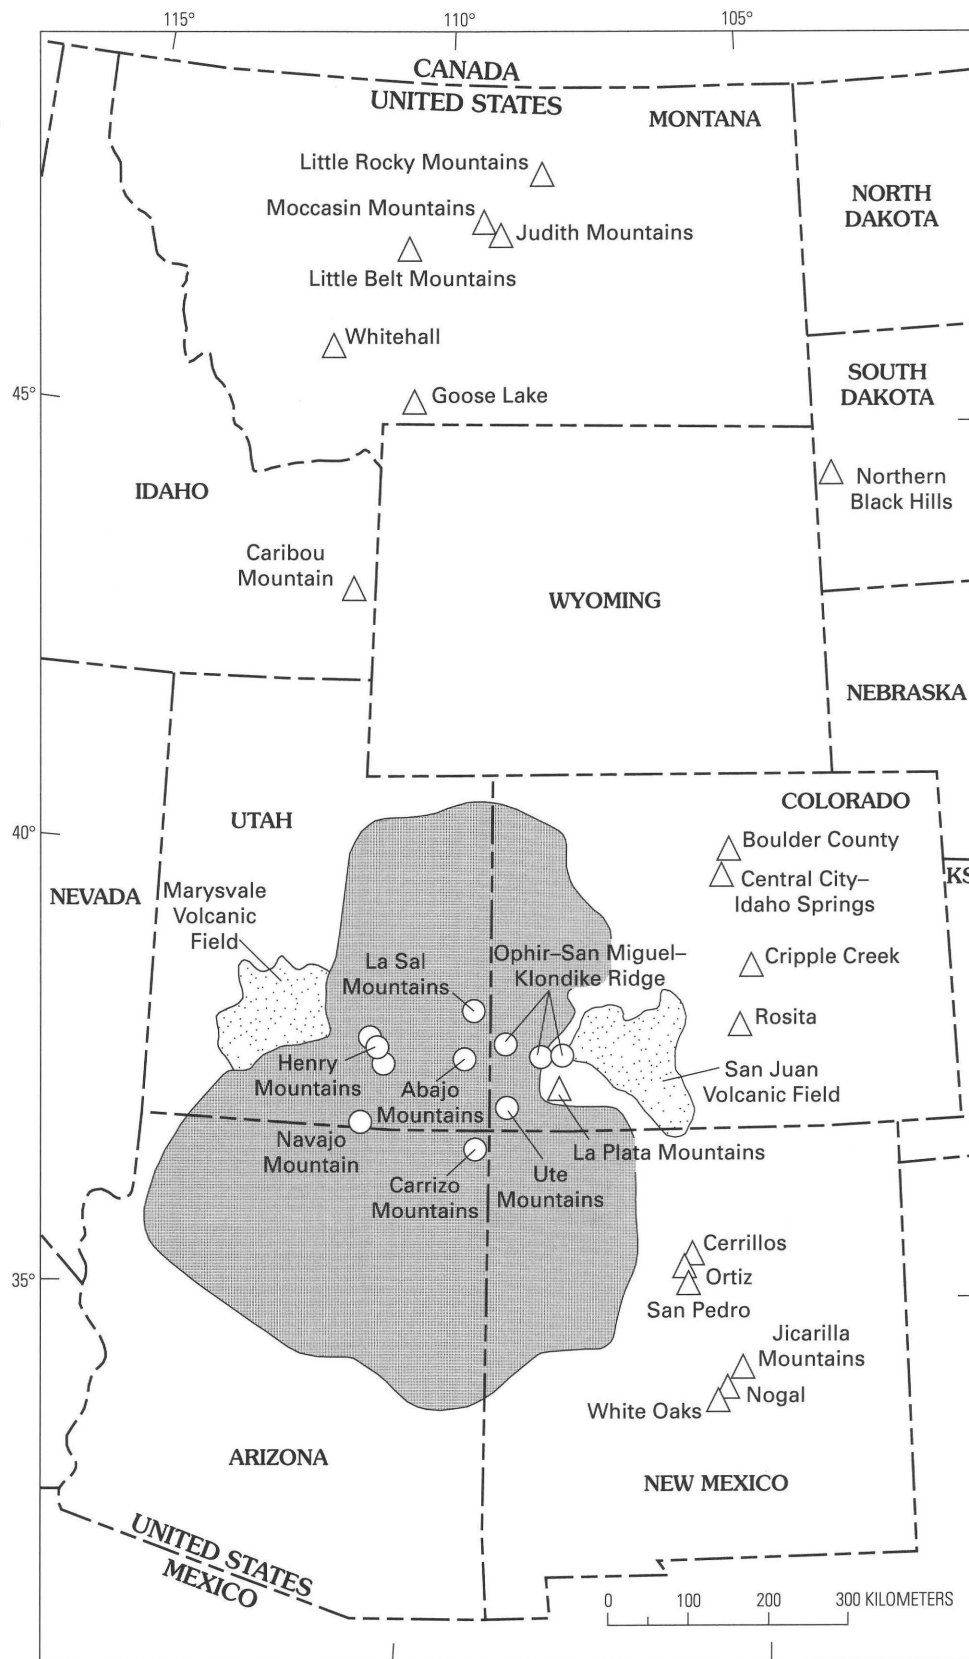 115°
110°
105°
CANADA
UNITED STATES
MONTANA
Little Rocky Mountains
NORTH
DAKOTA
Moccasin Mountains
Judith Mountains
Little Belt Mountains
Whitehall
SOUTH
DAKOTA
45°
Goose Lake
IDAHO
Northern
Black Hills
Caribou
Mountain
WYOMING
NEBRASKA
COLORADO
UTAH
40°
Boulder County
KS
NEVADA
Marysvale
Volcanic
Field
Central City–
Idaho Springs
La Sal
Mountains
Ophir–San Miguel–
Klondike Ridge
Cripple Creek
Rosita
Henry
Mountains
Abajo
Mountains
San Juan
Volcanic Field
Navajo
Mountain
La Plata Mountains
Carrizo
Mountains
Ute
Mountains
Cerrillos
35°
Ortiz
San Pedro
Jicarilla
Mountains
Nogal
White Oaks
ARIZONA
NEW MEXICO
UNITED STATES
MEXICO
0 100 200 300 KILOMETERS